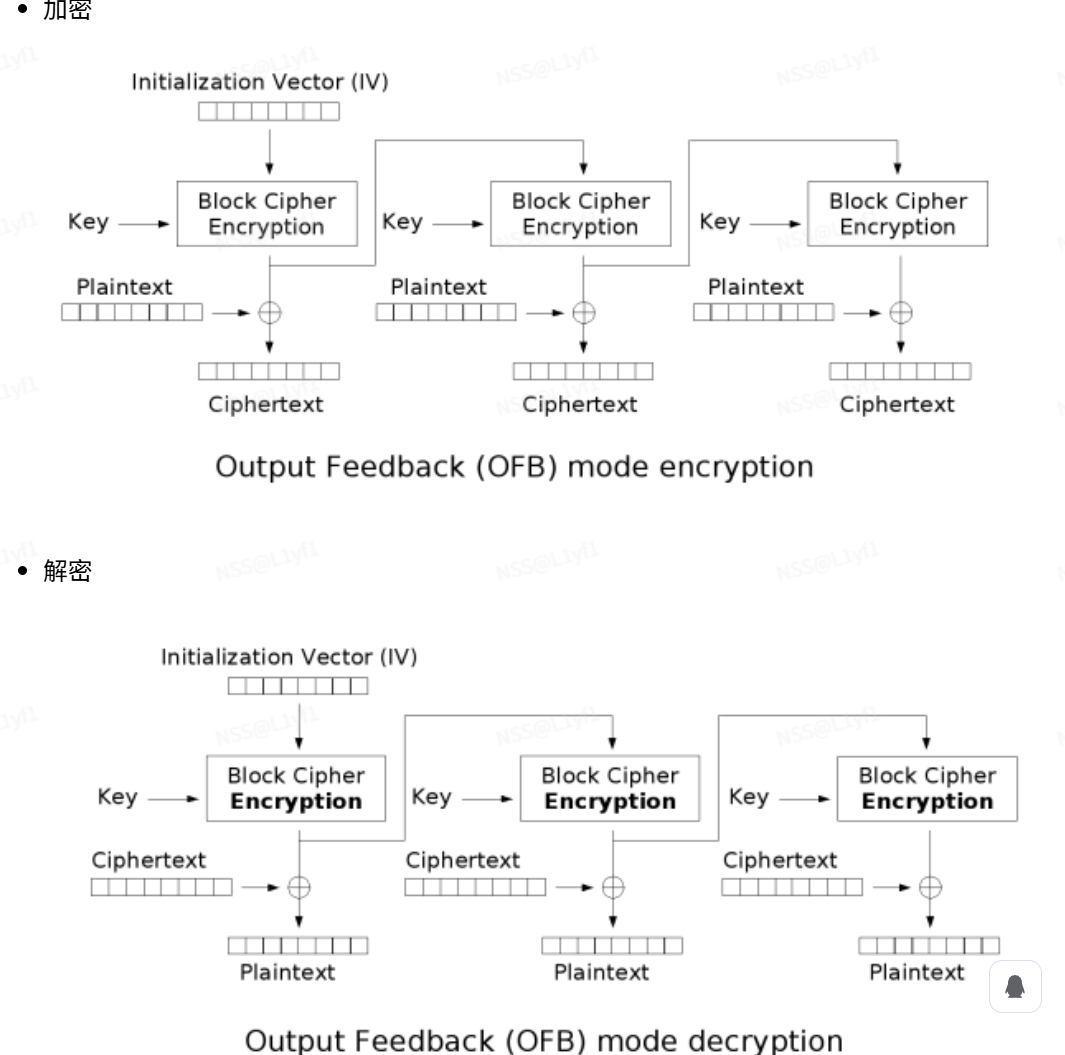 加密
Initialization Vector (IV)
Block Cipher Encryption
Block Cipher Encryption
Block Cipher Encryption
Key
Key
Key
Plaintext
Plaintext
Plaintext
Ciphertext
Ciphertext
Ciphertext
Output Feedback (OFB) mode encryption
解密
Initialization Vector (IV)
Block Cipher Encryption
Block Cipher Encryption
Block Cipher Encryption
Key
Key
Key
Ciphertext
Ciphertext
Ciphertext
Plaintext
Plaintext
Plaintext
Output Feedback (OFB) mode decryption
NSS@L1yf1